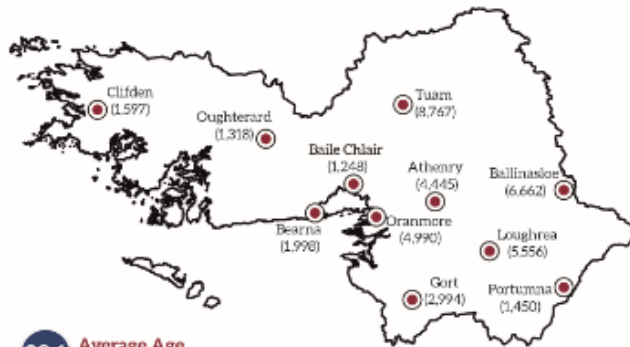 Clifden
(1,597)
Oughterard
(1,318)
Tuam
(8,767)
Baile Chlair
(1,248)
Athenry
(4,445)
Ballinasloe
(6,662)
Bearna
(1,998)
Oranmore
(4,990)
Loughrea
(5,556)
Gort
(2,994)
Portumna
(1,450)
Average Age